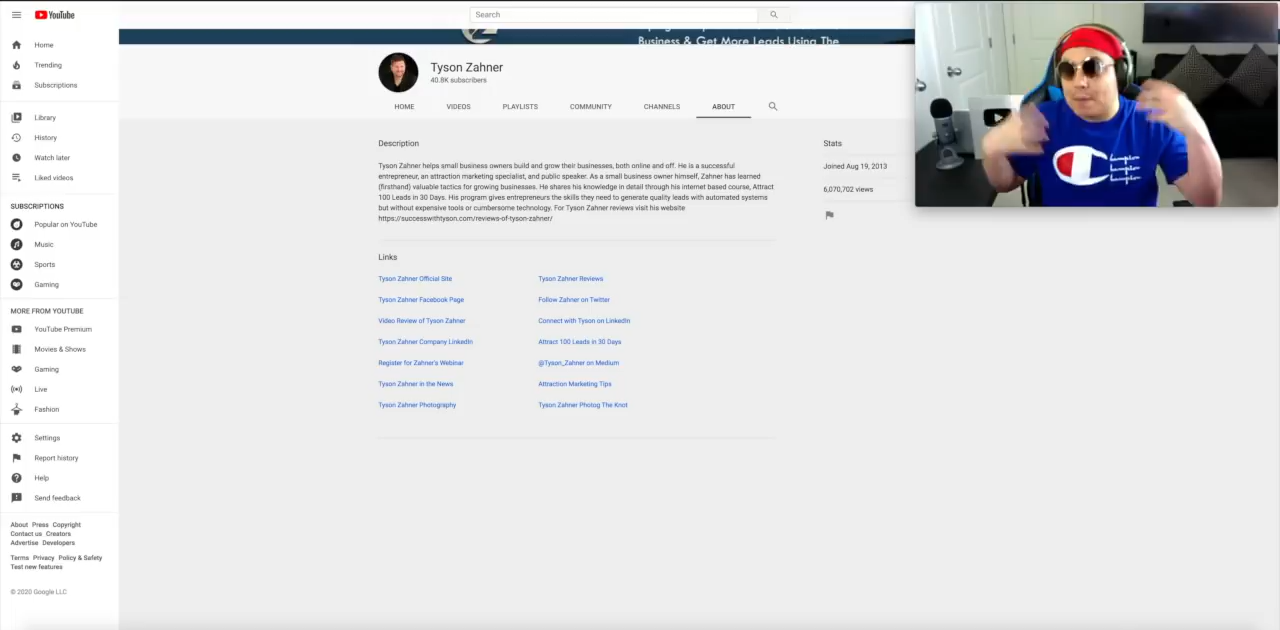 YouTube
Search
Home
Trending
Subscriptions
Library
History
Watch later
Liked videos
SUBSCRIPTIONS
Popular on YouTube
Music
Sports
Gaming
MORE FROM YOUTUBE
YouTube Premium
Movies & Shows
Gaming
Live
Fashion
Settings
Report history
Help
Send feedback
About Press Copyright
Contact us Creators
Advertise Developers
Terms Privacy Policy & Safety
Test new features
© 2020 Google LLC
Business & Get More Leads Using The
Tyson Zahner
40.8K subscribers
HOME VIDEOS PLAYLISTS COMMUNITY CHANNELS ABOUT
Description
Tyson Zahner helps small business owners build and grow their businesses, both online and off. He is a successful
entrepreneur, an attraction marketing specialist, and public speaker. As a small business owner himself, Zahner has learned
(firsthand) valuable tactics for growing businesses. He shares his knowledge in detail through his internet based course, Attract
100 Leads in 30 Days. His program gives entrepreneurs the skills they need to generate quality leads with automated systems
but without expensive tools or cumbersome technology. For Tyson Zahner reviews visit his website
https://successwithtyson.com/reviews-of-tyson-zahner/
Links
Tyson Zahner Official Site Tyson Zahner Reviews
Tyson Zahner Facebook Page Follow Zahner on Twitter
Video Review of Tyson Zahner Connect with Tyson on LinkedIn
Tyson Zahner Company LinkedIn Attract 100 Leads in 30 Days
Register for Zahner's Webinar @Tyson_Zahner on Medium
Tyson Zahner in the News Attraction Marketing Tips
Tyson Zahner Photography Tyson Zahner Photog The Knot
Stats
Joined Aug 19, 2013
6,070,702 views
Champion
Champion
Champion